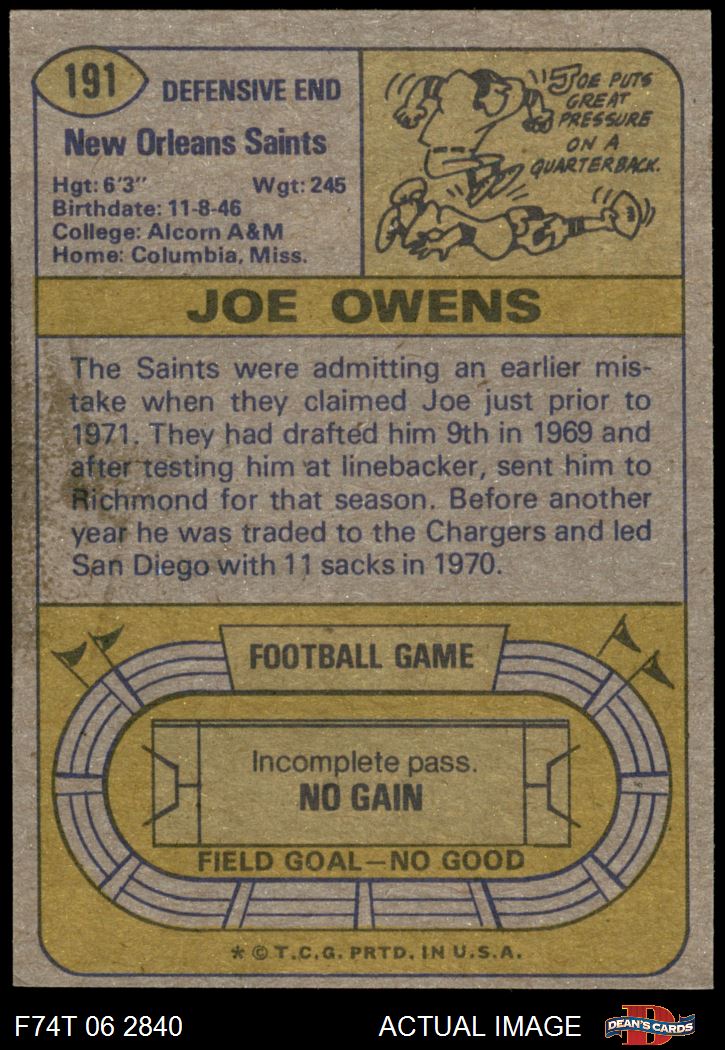 191
DEFENSIVE END
New Orleans Saints
Hgt: 6'3" Wgt: 245
Birthdate: 11-8-46
College: Alcorn A&M
Home: Columbia, Miss.
JOE PUTS
GREAT
PRESSURE
ON A
QUARTERBACK.
JOE OWENS
The Saints were admitting an earlier mis-
take when they claimed Joe just prior to
1971. They had drafted him 9th in 1969 and
after testing him at linebacker, sent him to
Richmond for that season. Before another
year he was traded to the Chargers and led
San Diego with 11 sacks in 1970.
FOOTBALL GAME
Incomplete pass.
NO GAIN
FIELD GOAL—NO GOOD
* © T.C.G. PRTD. IN U.S.A.
F74T 06 2840 ACTUAL IMAGE
D
DEAN'S CARDS